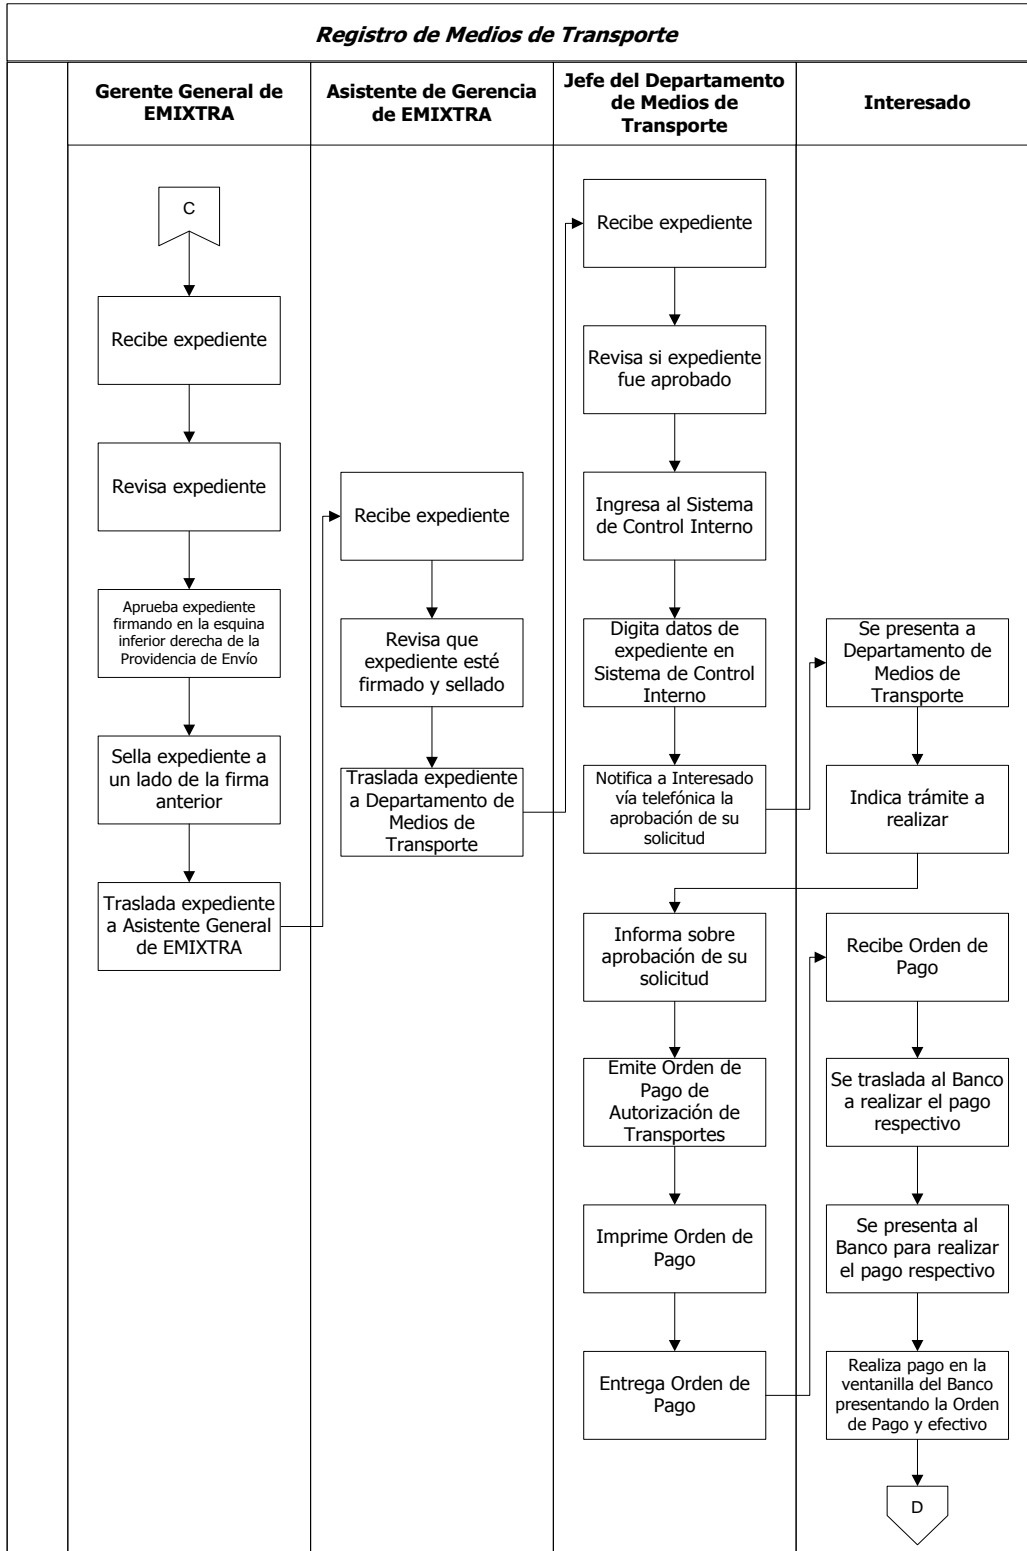 Registro de Medios de Transporte
Gerente General de
EMIXTRA
Asistente de Gerencia
de EMIXTRA
Jefe del Departamento
de Medios de
Transporte
Interesado
C
Recibe expediente
Revisa expediente
Aprueba expediente
firmando en la esquina
inferior derecha de la
Providencia de Envío
Sella expediente a
un lado de la firma
anterior
Traslada expediente
a Asistente General
de EMIXTRA
Recibe expediente
Revisa que
expediente esté
firmado y sellado
Traslada expediente
a Departamento de
Medios de
Transporte
Recibe expediente
Revisa si expediente
fue aprobado
Ingresa al Sistema
de Control Interno
Digita datos de
expediente en
Sistema de Control
Interno
Notifica a Interesado
vía telefónica la
aprobación de su
solicitud
Se presenta a
Departamento de
Medios de
Transporte
Indica trámite a
realizar
Informa sobre
aprobación de su
solicitud
Emite Orden de
Pago de
Autorización de
Transportes
Imprime Orden de
Pago
Entrega Orden de
Pago
Recibe Orden de
Pago
Se traslada al Banco
a realizar el pago
respectivo
Se presenta al
Banco para realizar
el pago respectivo
Realiza pago en la
ventanilla del Banco
presentando la Orden
de Pago y efectivo
D